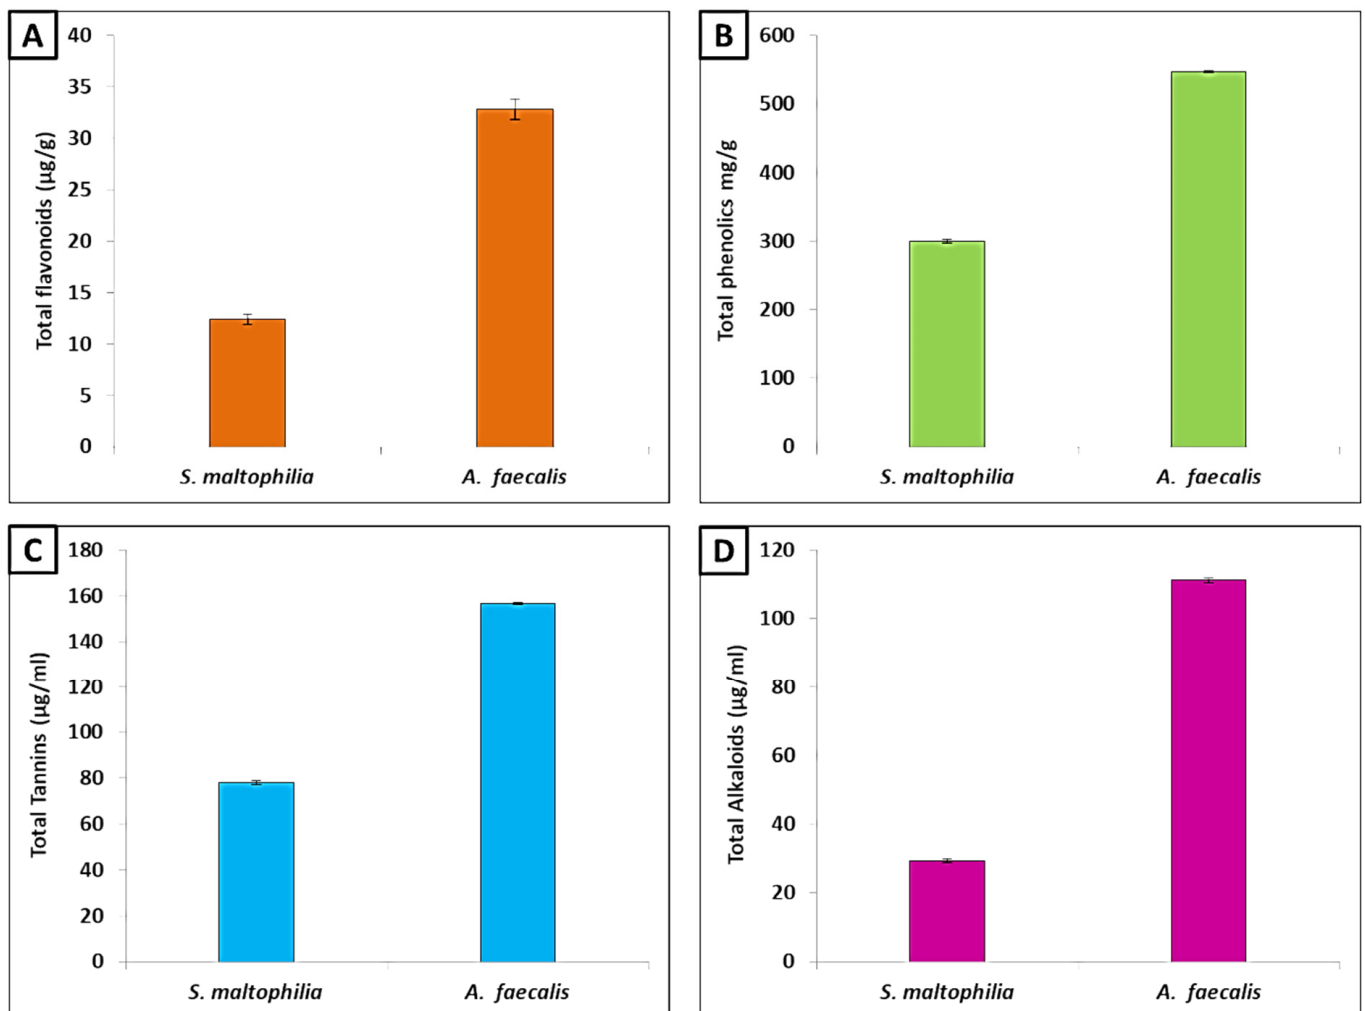 A
Total flavonoids (µg/g)
40
35
30
25
20
15
10
5
0
S. maltophilia
A. faecalis
B
Total phenolics mg/g
600
500
400
300
200
100
0
S. maltophilia
A. faecalis
C
Total Tannins (µg/ml)
180
160
140
120
100
80
60
40
20
0
S. maltophilia
A. faecalis
D
Total Alkaloids (µg/ml)
120
100
80
60
40
20
0
S. maltophilia
A. faecalis